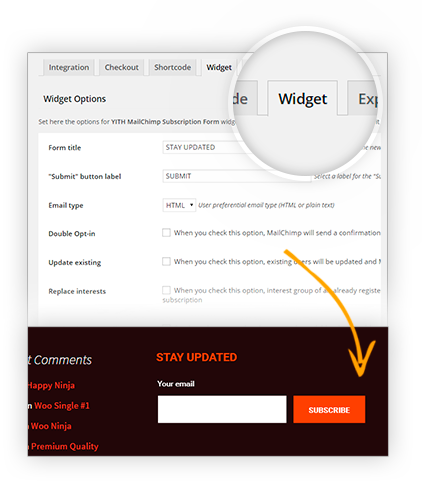 Integration Checkout Shortcode Widget
de Widget Exp
Widget Options
Set here the options for YITH MailChimp Subscription Form widg it
Form title STAY UPDATED he new
"Submit" button label SUBMIT Select a label for the "Su
Email type HTML User preferential email type (HTML or plain text)
Double Opt-in When you check this option, MailChimp will send a confirmation
Update existing When you check this option, existing users will be updated and M
Replace interests When you check this option, interest group of an already registe
subscription
t Comments
STAY UPDATED
Happy Ninja
Your email
n Woo Single #1
SUBSCRIBE
Woo Ninja
Premium Quality